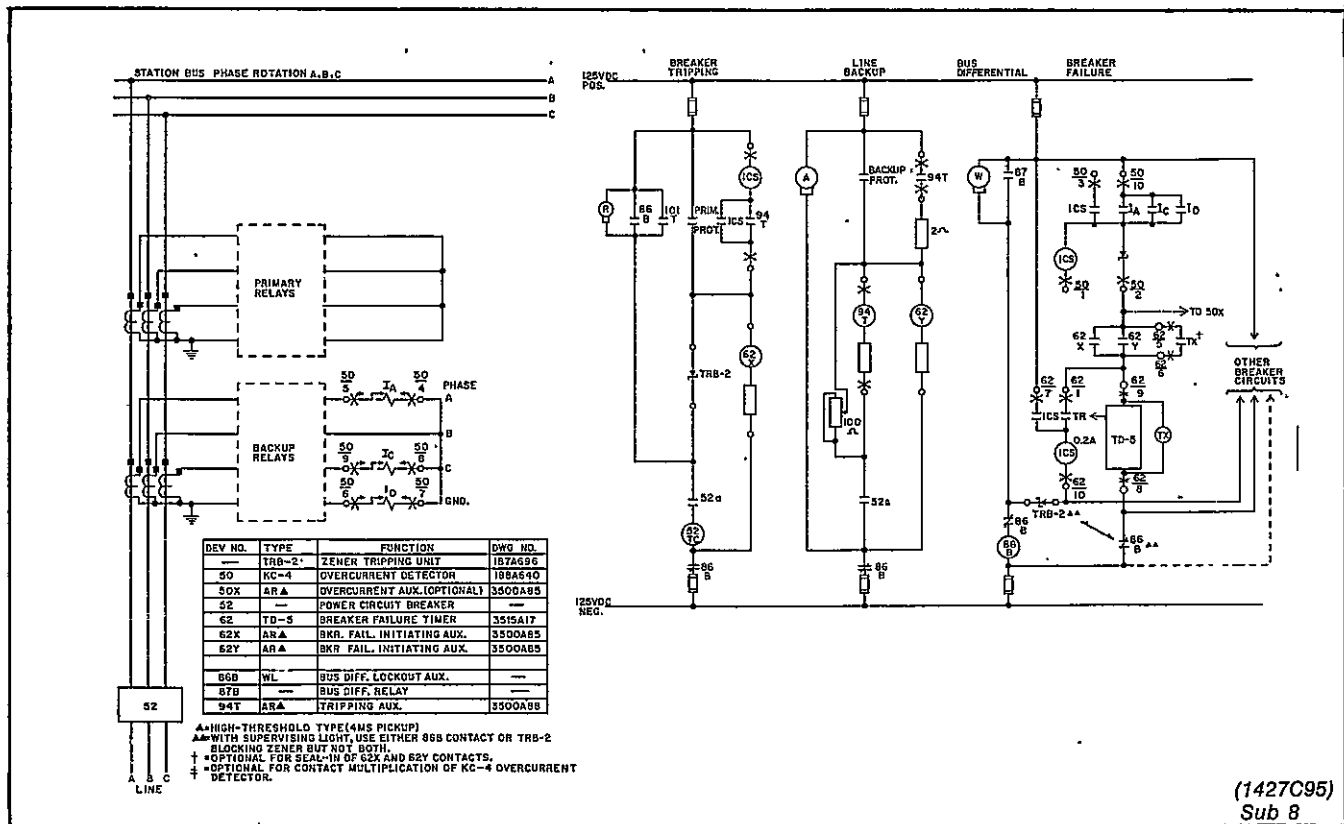 STATION BUS PHASE ROTATION A,B,C
A
B
C
PRIMARY
RELAYS
BACKUP
RELAYS
50
5
IA
50
4
PHASE
A
B
50
9
IC
50
8
C
50
6
IO
50
7
GND.
DEV NO. TYPE FUNCTION DWG NO.
— TRB-2 ZENER TRIPPING UNIT 187A696
50 KC-4 OVERCURRENT DETECTOR 188A640
50X AR▲ OVERCURRENT AUX.(OPTIONAL) 3500A85
52 — POWER CIRCUIT BREAKER —
62 TD-5 BREAKER FAILURE TIMER 3515A17
62X AR▲ BKR. FAIL. INITIATING AUX. 3500A85
62Y AR▲ BKR FAIL. INITIATING AUX. 3500A85
86B WL BUS DIFF. LOCKOUT AUX. —
87B — BUS DIFF. RELAY —
94T AR▲ TRIPPING AUX. 3500A88
52
A B C
LINE
▲=HIGH-THRESHOLD TYPE(4MS PICKUP)
▲▲=WITH SUPERVISING LIGHT, USE EITHER 86B CONTACT OR TRB-2
BLOCKING ZENER BUT NOT BOTH.
† =OPTIONAL FOR SEAL-IN OF 62X AND 62Y CONTACTS.
‡ =OPTIONAL FOR CONTACT MULTIPLICATION OF KC-4 OVERCURRENT
DETECTOR.
125VDC
POS.
BREAKER
TRIPPING
LINE
BACKUP
BUS
DIFFERENTIAL
BREAKER
FAILURE
R
86
B
101
T
PRIM.
PROT.
ICS
ICS
94
T
TRB-2
62
X
52a
52
TC
86
B
A
BACKUP
PROT.
94T
2Ω
94
T
62
Y
100
Ω
52a
86
B
W
87
B
50
3
50
10
ICS
IA
IC
IO
ICS
50
1
50
2
TO 50X
62
X
62
Y
62
5
TX†
62
6
OTHER
BREAKER
CIRCUITS
62
7
62
1
62
9
ICS
TR
TD-5
TX
0.2A
ICS
62
10
62
8
TRB-2▲▲
86
B
86
B
86
B ▲▲
125VDC
NEG.
(1427C95)
Sub 8